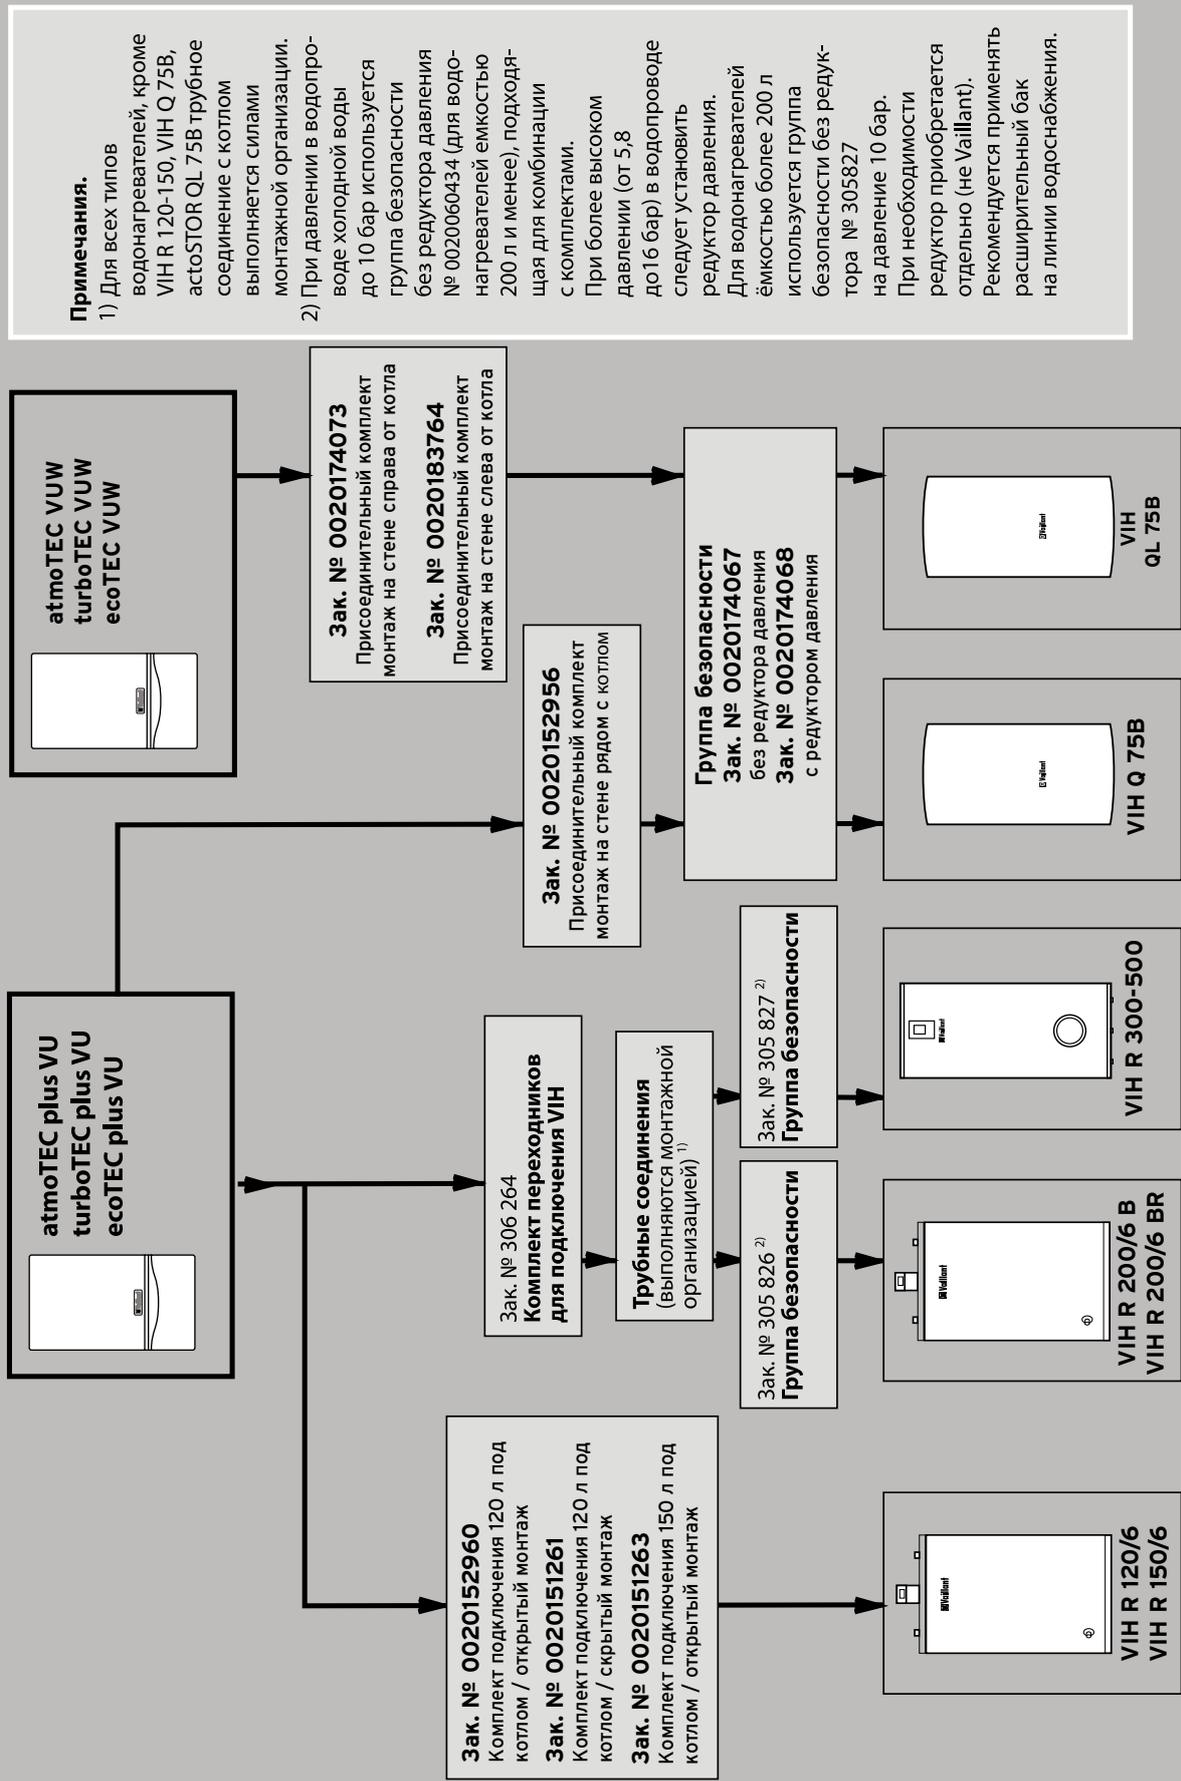 atmoTEC plus VU
turboTEC plus VU
ecoTEC plus VU
atmoTEC VUW
turboTEC VUW
ecoTEC VUW
Зак. № 0020152960
Комплект подключения 120 л под
котлом / открытый монтаж
Зак. № 0020151261
Комплект подключения 120 л под
котлом / скрытый монтаж
Зак. № 0020151263
Комплект подключения 150 л под
котлом / открытый монтаж
Зак. № 306 264
Комплект переходников
для подключения VIH
Трубные соединения
(выполняются монтажной
организацией) 1)
Зак. № 305 826 2)
Группа безопасности
Зак. № 305 827 2)
Группа безопасности
Зак. № 0020152956
Присоединительный комплект
монтаж на стене рядом с котлом
Зак. № 0020174073
Присоединительный комплект
монтаж на стене справа от котла
Зак. № 0020183764
Присоединительный комплект
монтаж на стене слева от котла
Группа безопасности
Зак. № 0020174067
без редуктора давления
Зак. № 0020174068
с редуктором давления
Vaillant
VIH R 120/6
VIH R 150/6
Vaillant
VIH R 200/6 B
VIH R 200/6 BR
Vaillant
VIH R 300-500
Vaillant
VIH Q 75B
Vaillant
VIH
QL 75B
Примечания.
1) Для всех типов
водонагревателей, кроме
VIH R 120-150, VIH Q 75B,
actoSTOR QL 75B трубное
соединение с котлом
выполняется силами
монтажной организации.
2) При давлении в водопро-
воде холодной воды
до 10 бар используется
группа безопасности
без редуктора давления
№ 0020060434 (для водо-
нагревателей емкостью
200 л и менее), подходя-
щая для комбинации
с комплектами.
При более высоком
давлении (от 5,8
до16 бар) в водопроводе
следует установить
редуктор давления.
Для водонагревателей
ёмкостью более 200 л
используется группа
безопасности без редук-
тора № 305827
на давление 10 бар.
При необходимости
редуктор приобретается
отдельно (не Vaillant).
Рекомендуется применять
расширительный бак
на линии водоснабжения.